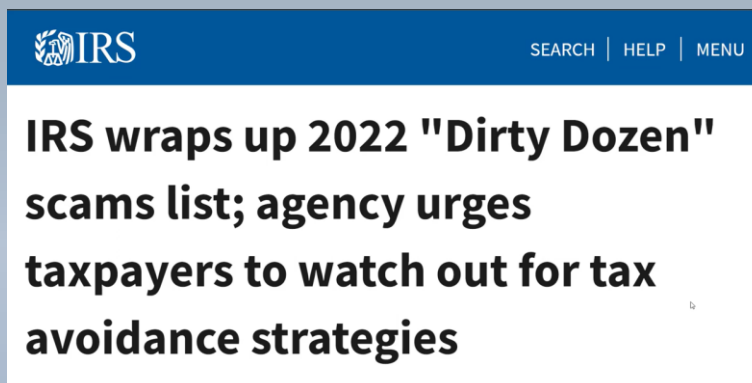 IRS
SEARCH | HELP | MENU
IRS wraps up 2022 "Dirty Dozen"
scams list; agency urges
taxpayers to watch out for tax
avoidance strategies